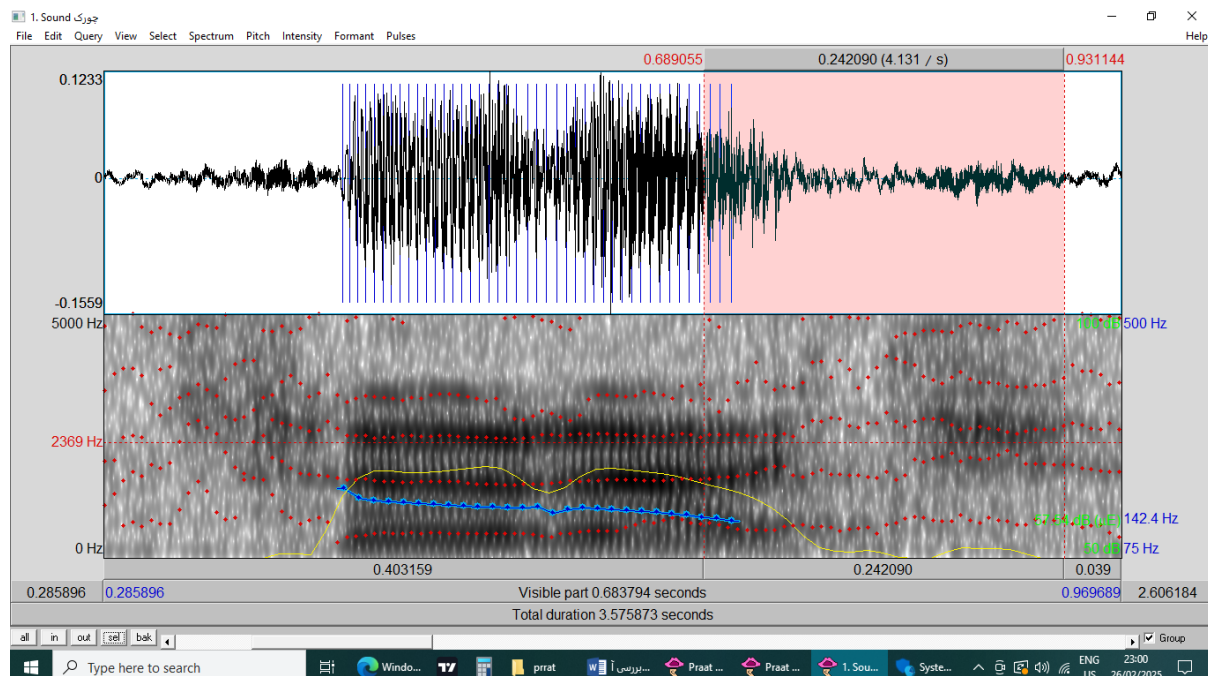 1. Sound چورک
File Edit Query View Select Spectrum Pitch Intensity Formant Pulses Help
0.689055 0.242090 (4.131 / s) 0.931144
0.1233
0
-0.1559
5000 Hz 500 Hz
2369 Hz
142.4 Hz
0 Hz 75 Hz
0.403159 0.242090 0.039
0.285896 0.285896 Visible part 0.683794 seconds 0.969689 2.606184
Total duration 3.575873 seconds
all in out sel bak Group
Type here to search Windo... prrat بررسی آ... Praat ... Praat ... 1. Sou... Syste... ENG 23:00
US 26/02/2025